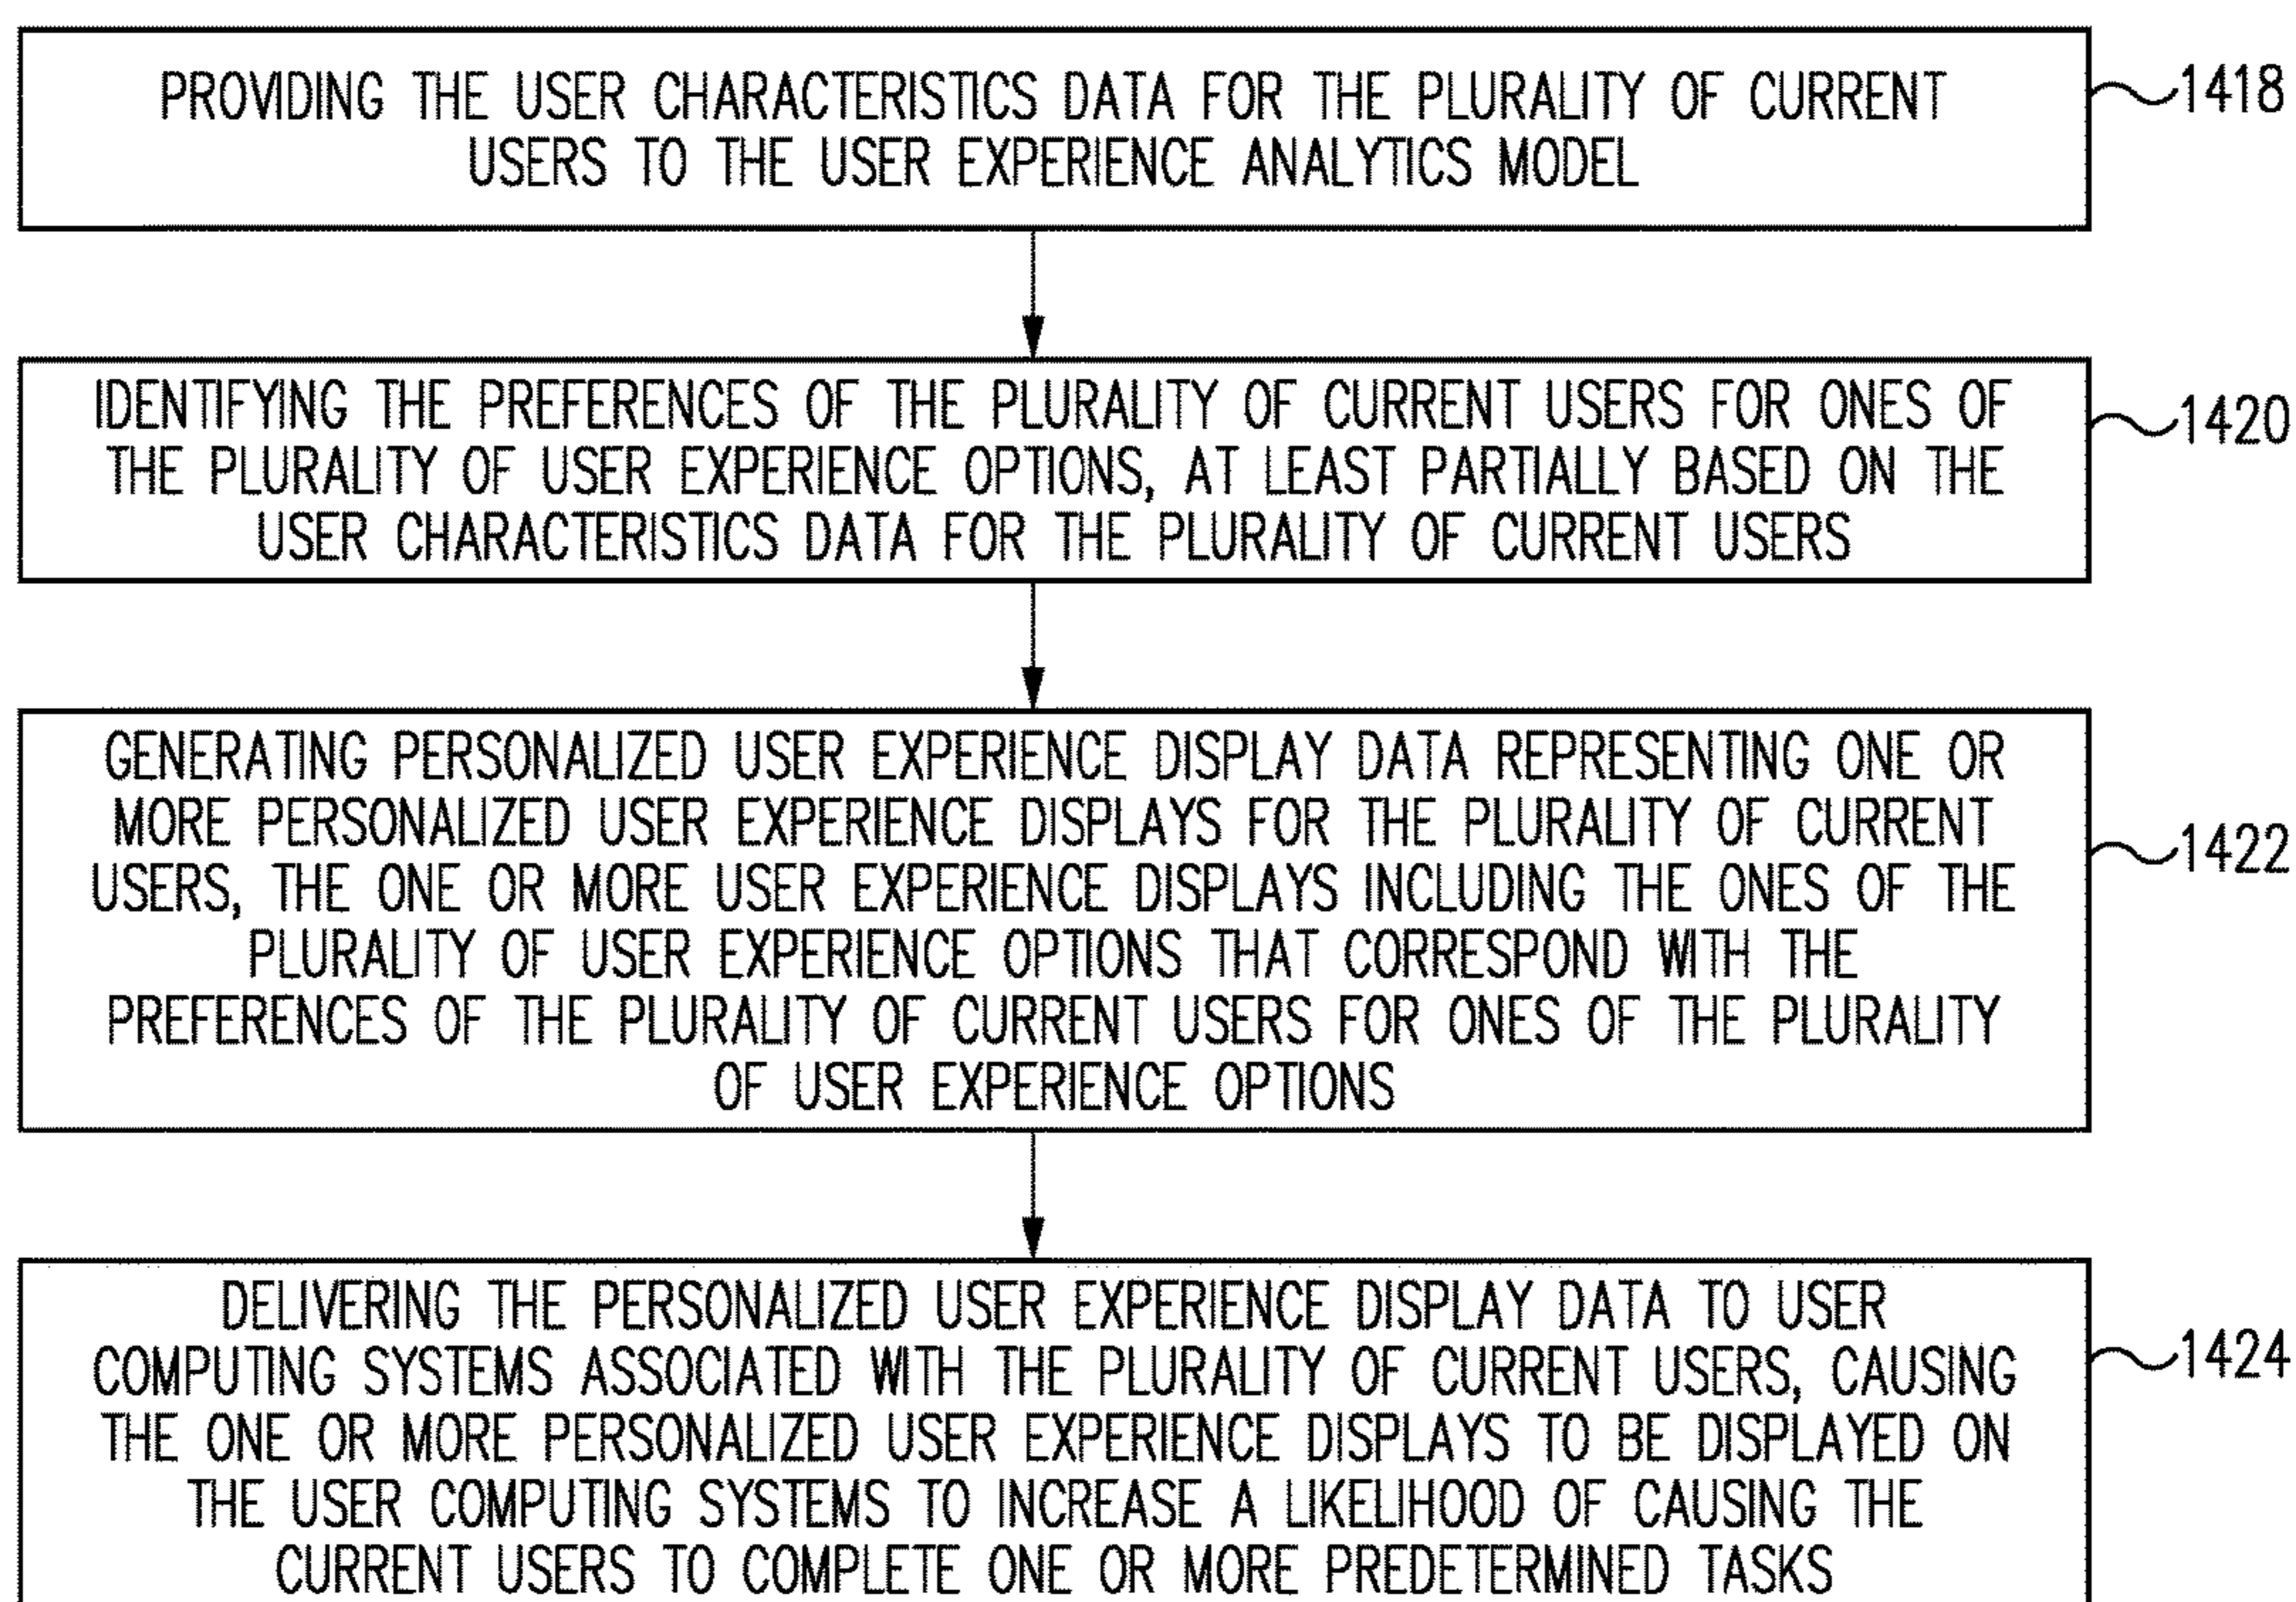 PROVIDING THE USER CHARACTERISTICS DATA FOR THE PLURALITY OF CURRENT
USERS TO THE USER EXPERIENCE ANALYTICS MODEL
1418
IDENTIFYING THE PREFERENCES OF THE PLURALITY OF CURRENT USERS FOR ONES OF
THE PLURALITY OF USER EXPERIENCE OPTIONS, AT LEAST PARTIALLY BASED ON THE
USER CHARACTERISTICS DATA FOR THE PLURALITY OF CURRENT USERS
1420
GENERATING PERSONALIZED USER EXPERIENCE DISPLAY DATA REPRESENTING ONE OR
MORE PERSONALIZED USER EXPERIENCE DISPLAYS FOR THE PLURALITY OF CURRENT
USERS, THE ONE OR MORE USER EXPERIENCE DISPLAYS INCLUDING THE ONES OF THE
PLURALITY OF USER EXPERIENCE OPTIONS THAT CORRESPOND WITH THE
PREFERENCES OF THE PLURALITY OF CURRENT USERS FOR ONES OF THE PLURALITY
OF USER EXPERIENCE OPTIONS
1422
DELIVERING THE PERSONALIZED USER EXPERIENCE DISPLAY DATA TO USER
COMPUTING SYSTEMS ASSOCIATED WITH THE PLURALITY OF CURRENT USERS, CAUSING
THE ONE OR MORE PERSONALIZED USER EXPERIENCE DISPLAYS TO BE DISPLAYED ON
THE USER COMPUTING SYSTEMS TO INCREASE A LIKELIHOOD OF CAUSING THE
CURRENT USERS TO COMPLETE ONE OR MORE PREDETERMINED TASKS
1424